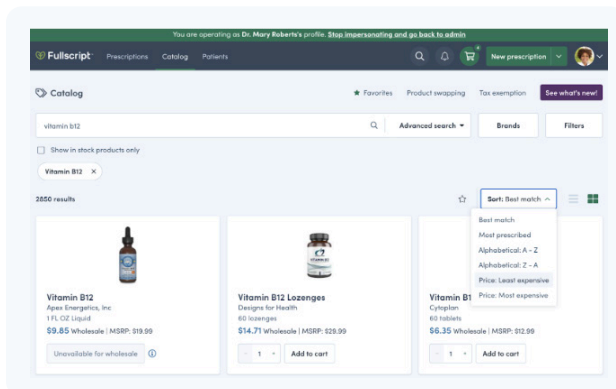 You are operating as Dr. Mary Roberts's profile. Stop impersonating and go back to admin
Fullscript Prescriptions Catalog Patients New prescription
Catalog Favorites Product swapping Tax exemption See what's new!
vitamin b12 Advanced search Brands Filters
Show in stock products only
Vitamin B12 X
2850 results Sort: Best match
Best match
Most prescribed
Alphabetical: A - Z
Alphabetical: Z - A
Price: Least expensive
Price: Most expensive
Vitamin B12
Apex Energetics, Inc
1 FL OZ Liquid
$9.85 Wholesale | MSRP: $19.99
Unavailable for wholesale
Vitamin B12 Lozenges
Designs for Health
60 lozenges
$14.71 Wholesale | MSRP: $29.99
- 1 + Add to cart
Vitamin B1
Cytoplan
60 tablets
$6.35 Wholesale | MSRP: $12.99
- 1 + Add to cart